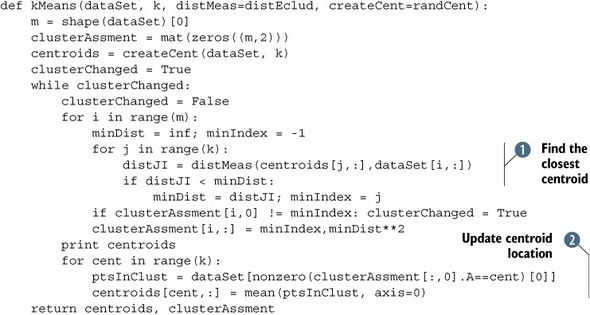 def kMeans(dataSet, k, distMeas=distEclud, createCent=randCent):
    m = shape(dataSet)[0]
    clusterAssment = mat(zeros((m,2)))
    centroids = createCent(dataSet, k)
    clusterChanged = True
    while clusterChanged:
        clusterChanged = False
        for i in range(m):
            minDist = inf; minIndex = -1
            for j in range(k):
                distJI = distMeas(centroids[j,:],dataSet[i,:])
                if distJI < minDist:
                    minDist = distJI; minIndex = j
            if clusterAssment[i,0] != minIndex: clusterChanged = True
            clusterAssment[i,:] = minIndex,minDist**2
        print centroids
        for cent in range(k):
            ptsInClust = dataSet[nonzero(clusterAssment[:,0].A==cent)[0]]
            centroids[cent,:] = mean(ptsInClust, axis=0)
    return centroids, clusterAssment
1 Find the
closest
centroid
Update centroid 2
location